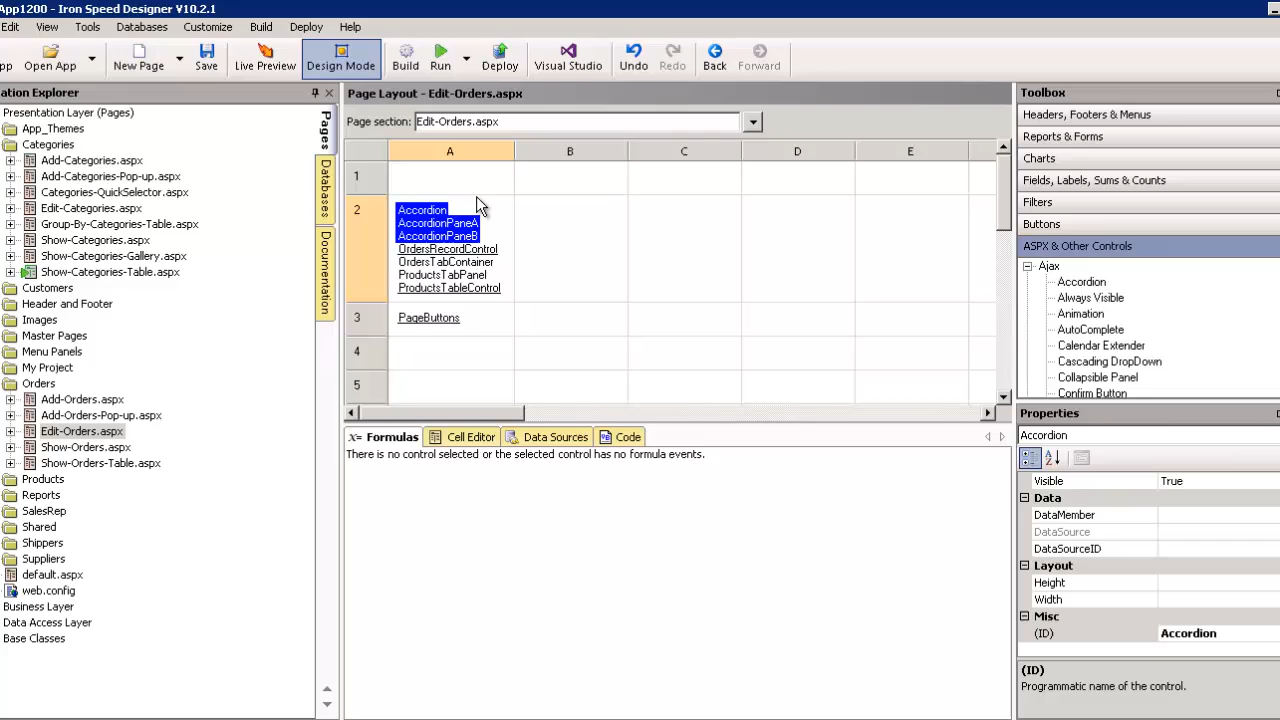 App1200 - Iron Speed Designer V10.2.1
Edit View Tools Databases Customize Build Deploy Help
pp Open App New Page Save Live Preview Design Mode Build Run Deploy Visual Studio Undo Redo Back Forward
ation Explorer
Presentation Layer (Pages)
App_Themes
Categories
Add-Categories.aspx
Add-Categories-Pop-up.aspx
Categories-QuickSelector.aspx
Edit-Categories.aspx
Group-By-Categories-Table.aspx
Show-Categories.aspx
Show-Categories-Gallery.aspx
Show-Categories-Table.aspx
Customers
Header and Footer
Images
Master Pages
Menu Panels
My Project
Orders
Add-Orders.aspx
Add-Orders-Pop-up.aspx
Edit-Orders.aspx
Show-Orders.aspx
Show-Orders-Table.aspx
Products
Reports
SalesRep
Shared
Shippers
Suppliers
default.aspx
web.config
Business Layer
Data Access Layer
Base Classes
Pages
Databases
Documentation
Page Layout - Edit-Orders.aspx
Page section: Edit-Orders.aspx
A B C D E
1
2
Accordion
AccordionPaneA
AccordionPaneB
OrdersRecordControl
OrdersTabContainer
ProductsTabPanel
ProductsTableControl
3 PageButtons
4
5
x= Formulas Cell Editor Data Sources Code
There is no control selected or the selected control has no formula events.
Toolbox
Headers, Footers & Menus
Reports & Forms
Charts
Fields, Labels, Sums & Counts
Filters
Buttons
ASPX & Other Controls
Ajax
Accordion
Always Visible
Animation
AutoComplete
Calendar Extender
Cascading DropDown
Collapsible Panel
Confirm Button
Properties
Accordion
Visible True
Data
DataMember
DataSource
DataSourceID
Layout
Height
Width
Misc
(ID) Accordion
(ID)
Programmatic name of the control.